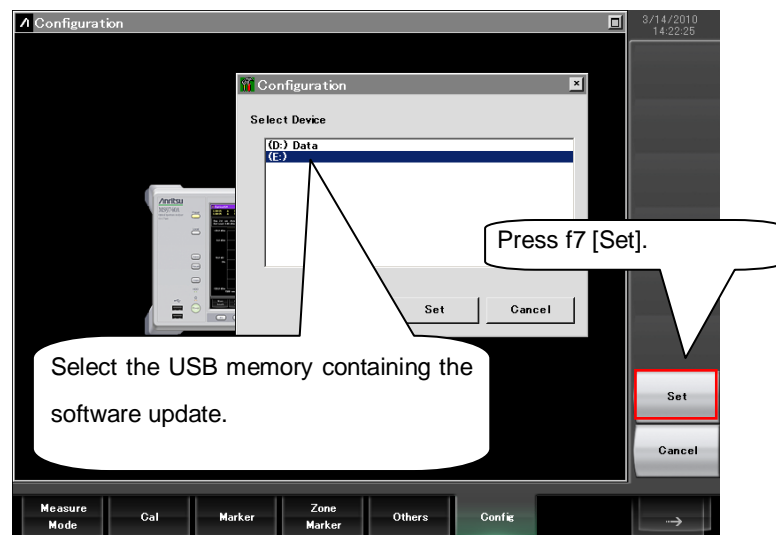 Configuration
3/14/2010
14:22:25
Configuration
Select Device
(D:) Data
(E:)
Anritsu
Press f7 [Set].
Set
Cancel
Select the USB memory containing the
software update.
Set
Cancel
Measure
Mode
Cal
Marker
Zone
Marker
Others
Config